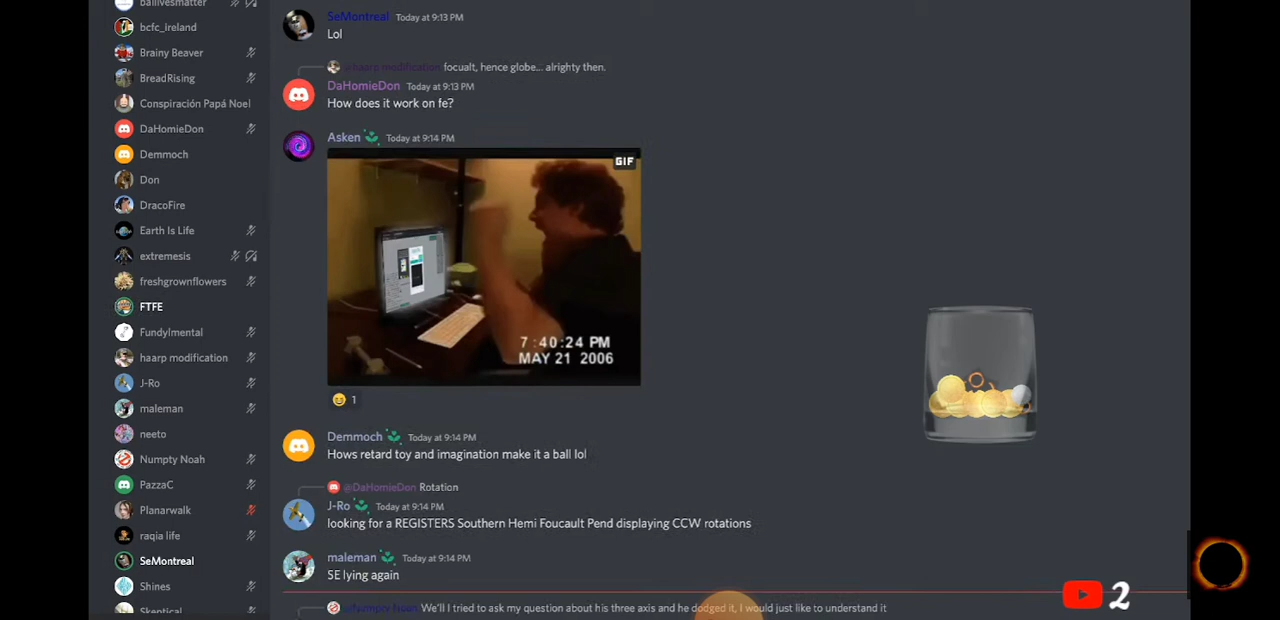 ballivesmatter
bcfc_ireland
Brainy Beaver
BreadRising
Conspiración Papá Noel
DaHomieDon
Demmoch
Don
DracoFire
Earth Is Life
extremesis
freshgrownflowers
FTFE
Fundylmental
haarp modification
J-Ro
maleman
neeto
Numpty Noah
PazzaC
Planarwalk
raqia life
SeMontreal
Shines
Skeptical
SeMontreal Today at 9:13 PM
Lol
@haarp modification focualt, hence globe... alrighty then.
DaHomieDon Today at 9:13 PM
How does it work on fe?
Asken Today at 9:14 PM
GIF
7:40:24 PM
MAY 21 2006
1
Demmoch Today at 9:14 PM
Hows retard toy and imagination make it a ball lol
@DaHomieDon Rotation
J-Ro Today at 9:14 PM
looking for a REGISTERS Southern Hemi Foucault Pend displaying CCW rotations
maleman Today at 9:14 PM
SE lying again
@Numpty Noah We'll I tried to ask my question about his three axis and he dodged it, I would just like to understand it
2